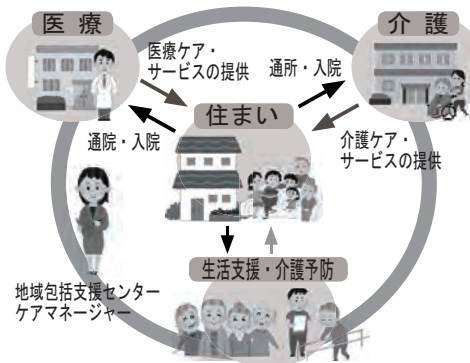 医療
介護
医療ケア・
サービスの提供
通所・入院
住まい
通院・入院
介護ケア・
サービスの提供
生活支援・介護予防
地域包括支援センター
ケアマネージャー